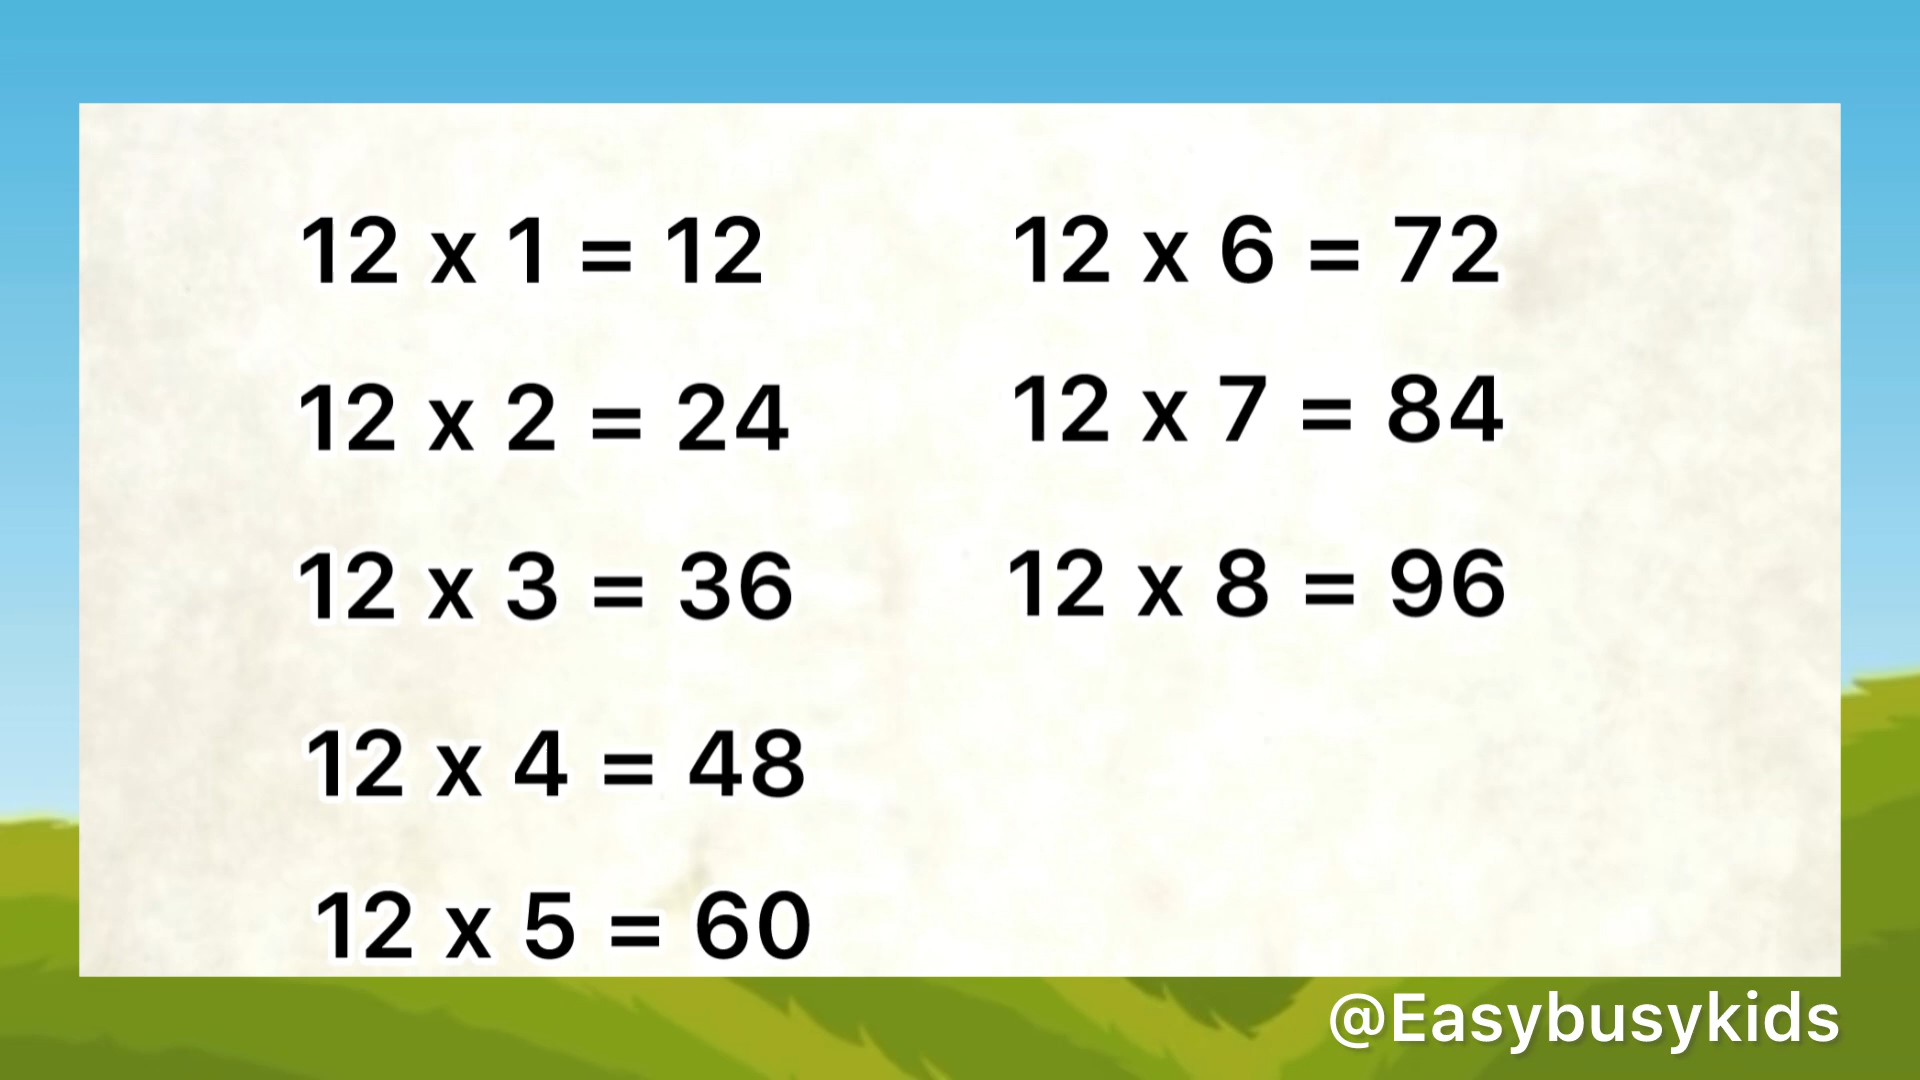 12 x 1 = 12
12 x 2 = 24
12 x 3 = 36
12 x 4 = 48
12 x 5 = 60
12 x 6 = 72
12 x 7 = 84
12 x 8 = 96
@Easybusykids